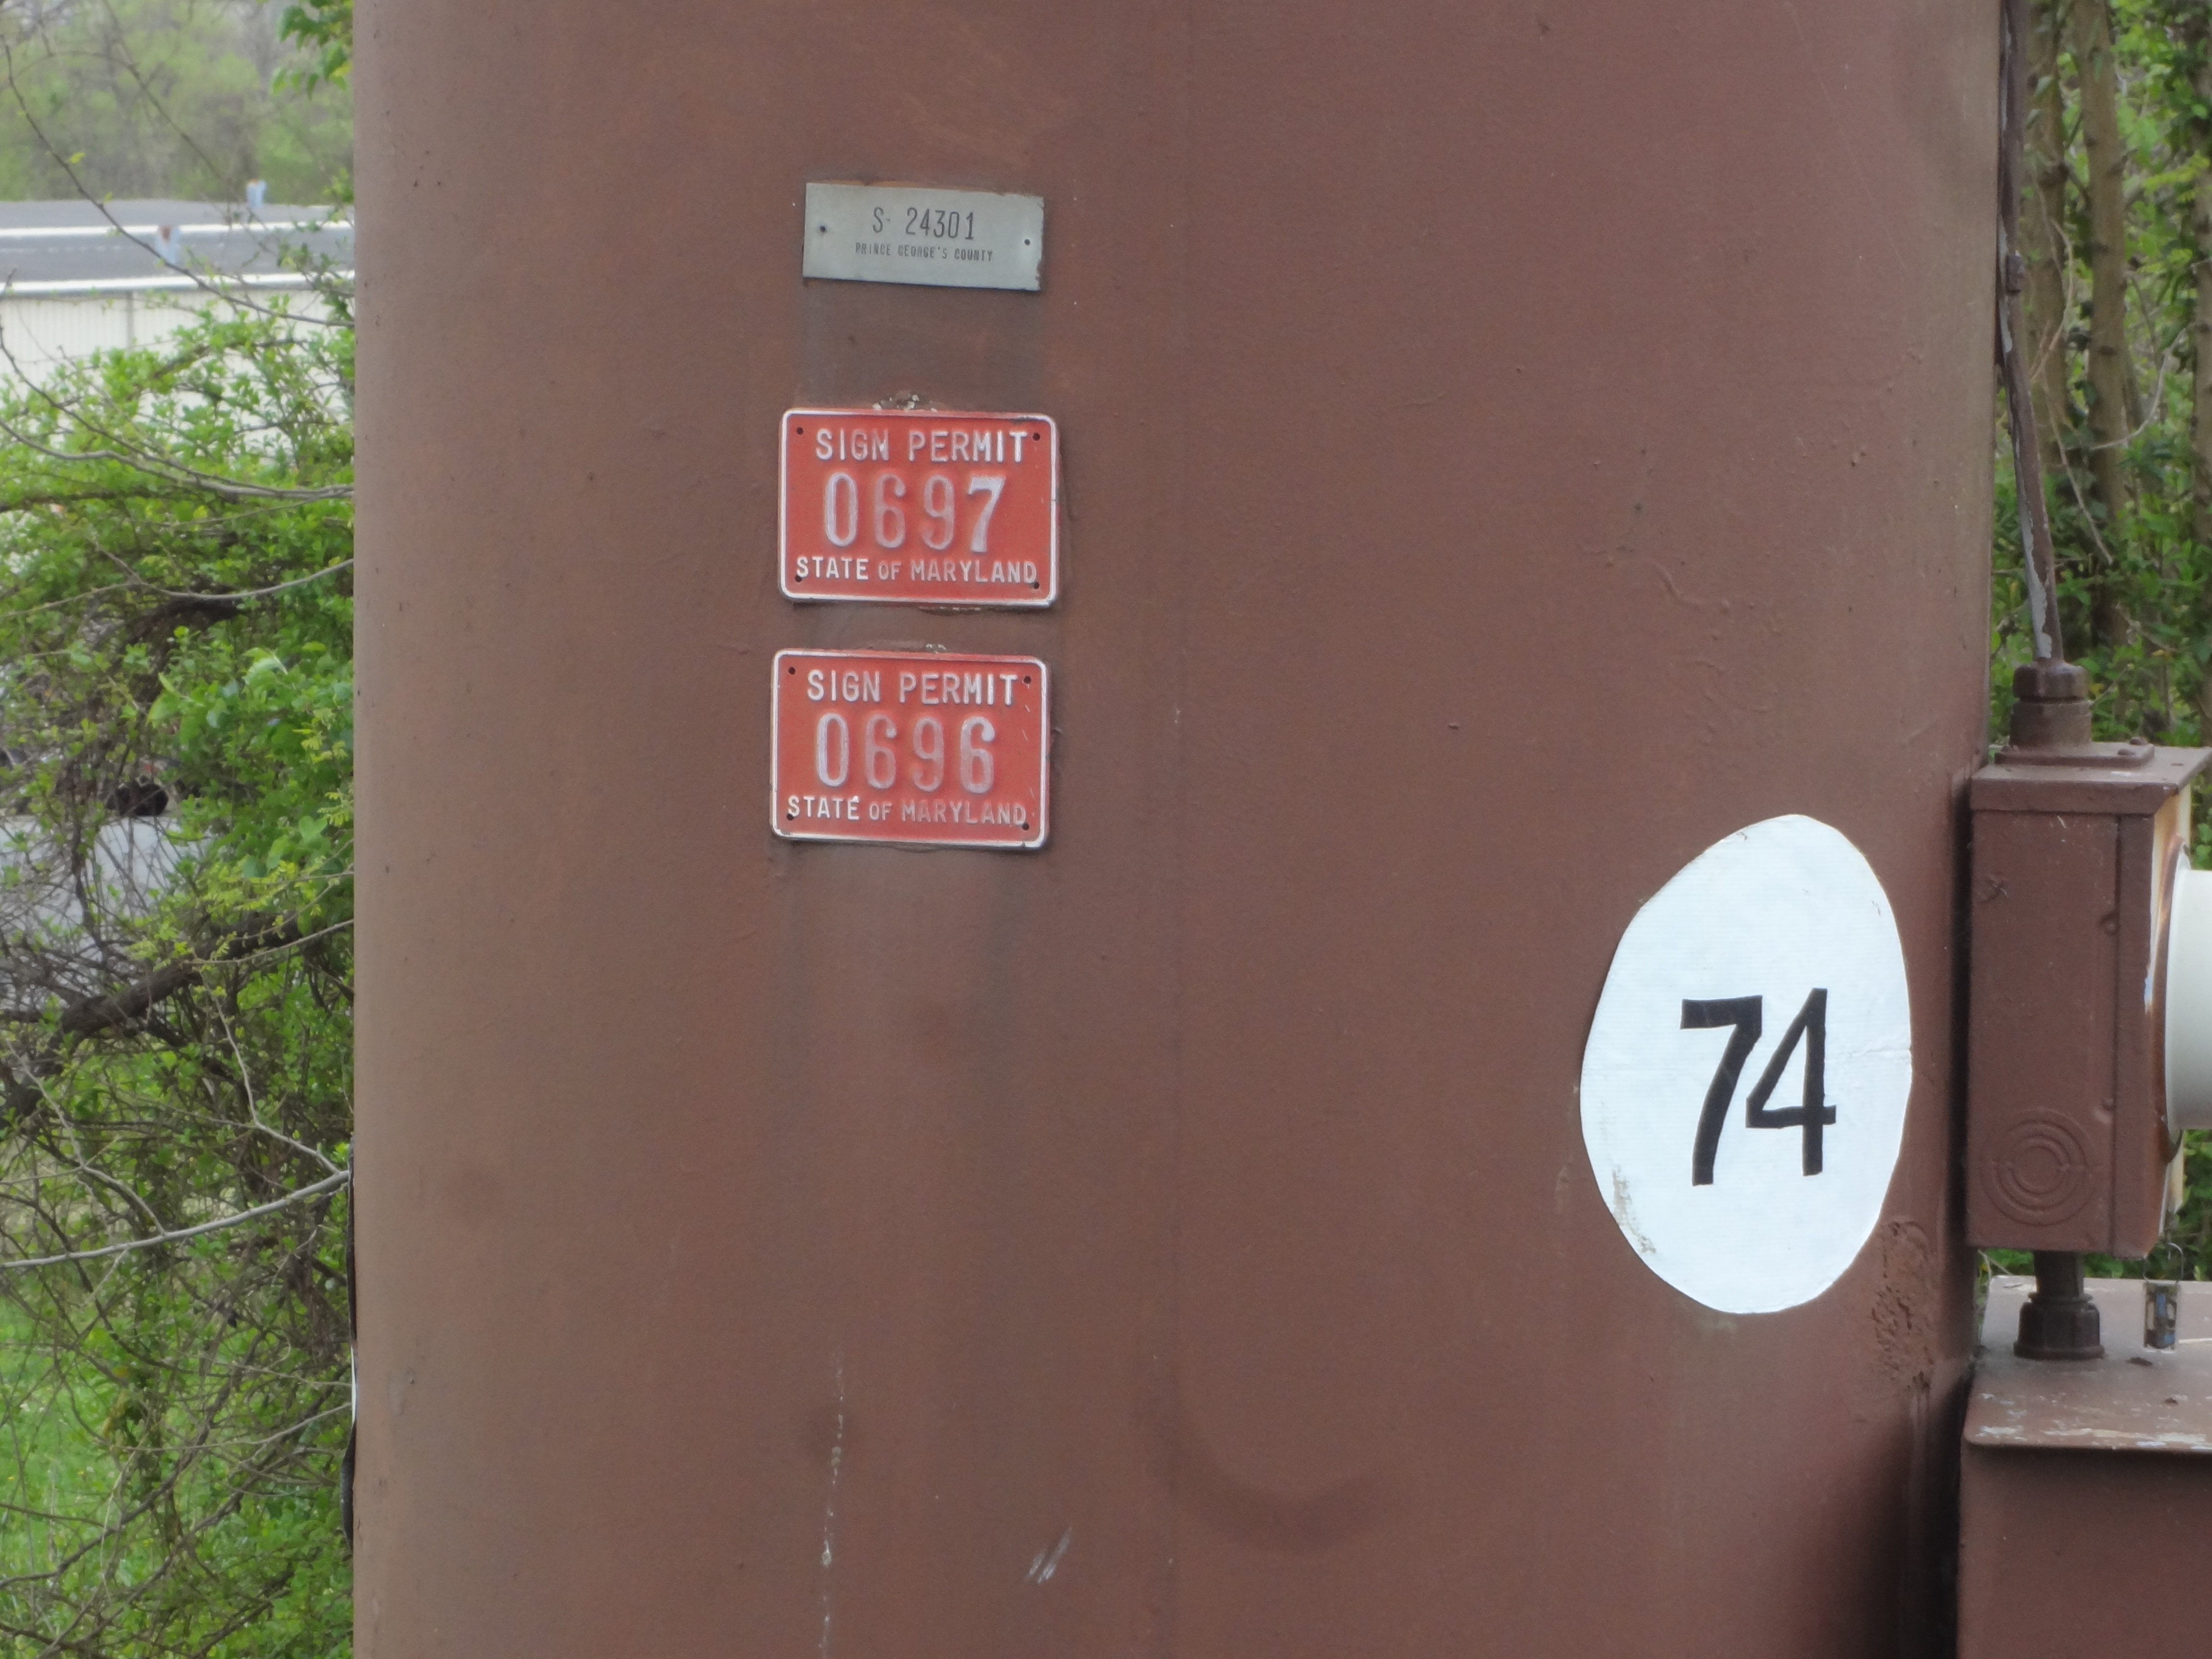 S- 24301
PRINCE GEORGE'S COUNTY
SIGN PERMIT
0697
STATE OF MARYLAND
SIGN PERMIT
0696
STATE OF MARYLAND
74